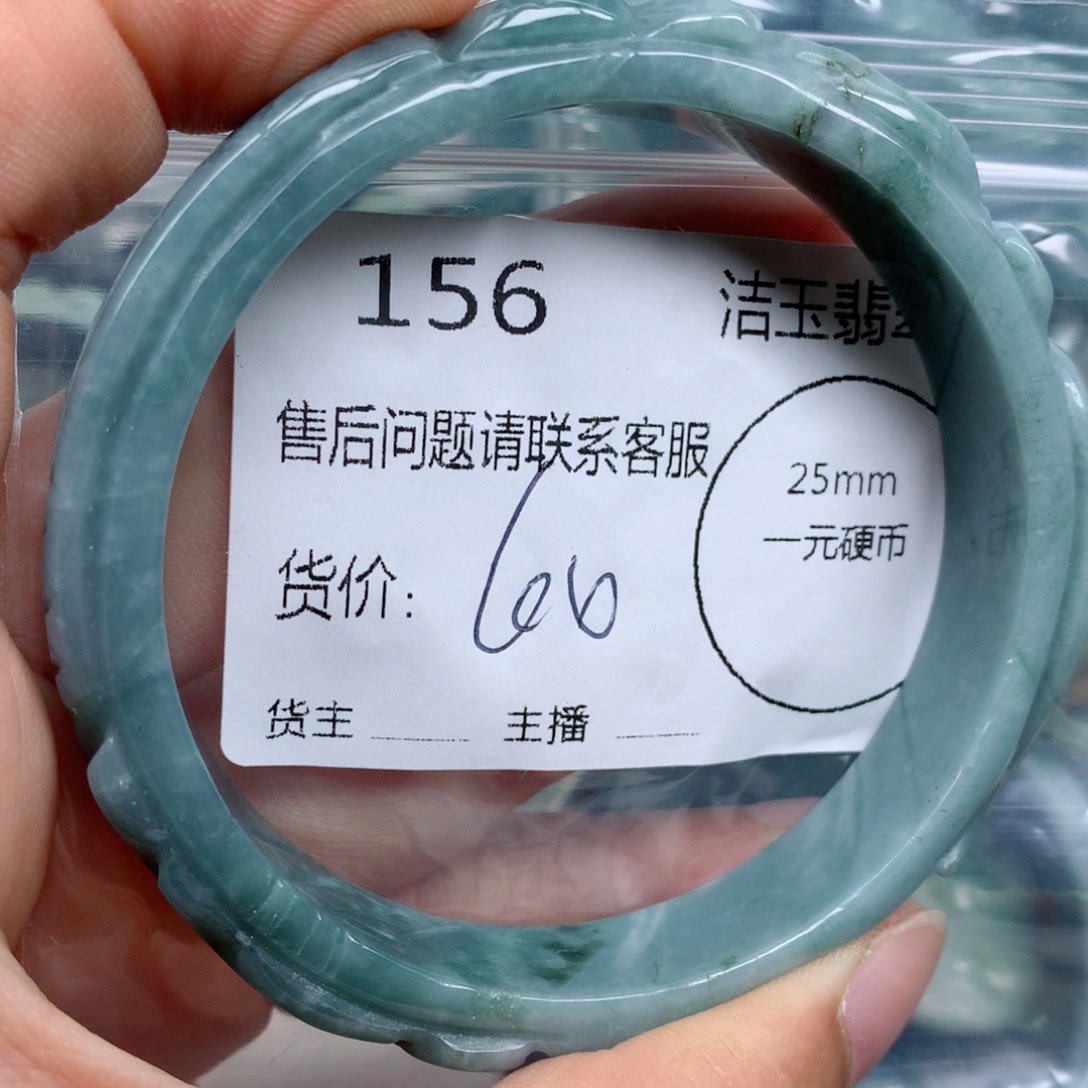 156
洁玉翡
售后问题请联系客服
25mm
一元硬币
货价:
货主
主播